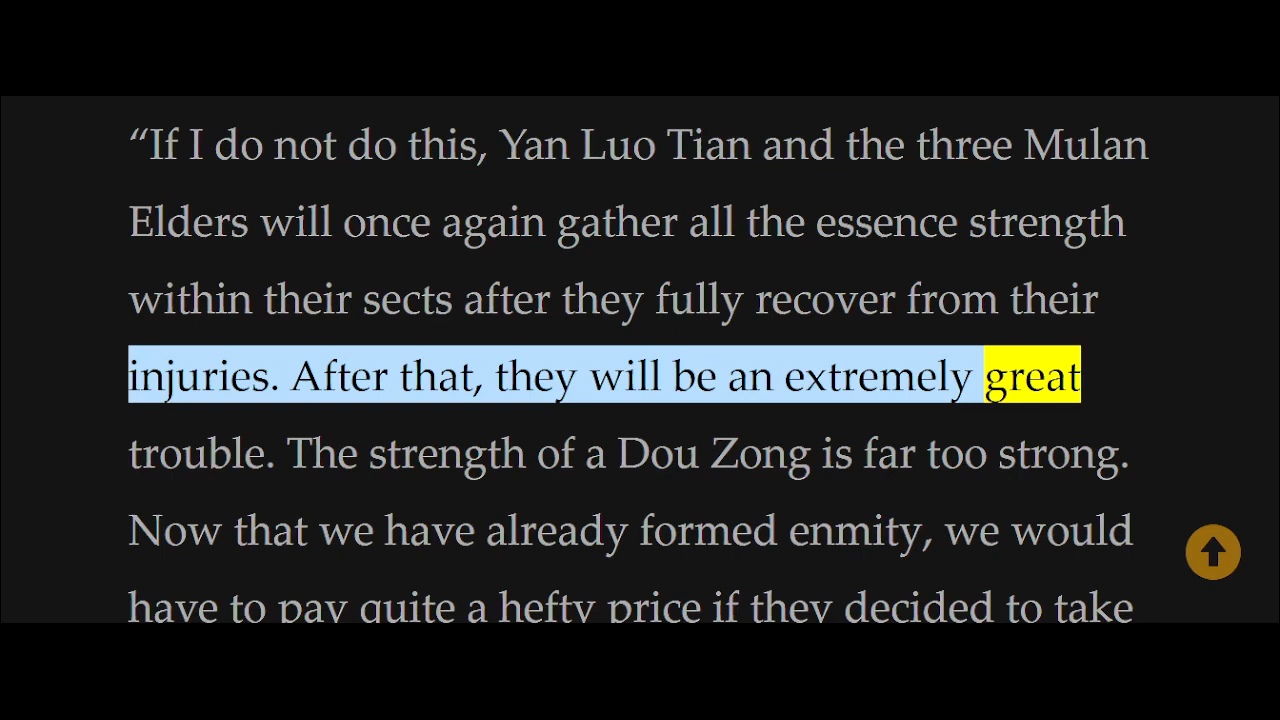 “If I do not do this, Yan Luo Tian and the three Mulan
Elders will once again gather all the essence strength
within their sects after they fully recover from their
injuries. After that, they will be an extremely great
trouble. The strength of a Dou Zong is far too strong.
Now that we have already formed enmity, we would
have to pay quite a hefty price if they decided to take